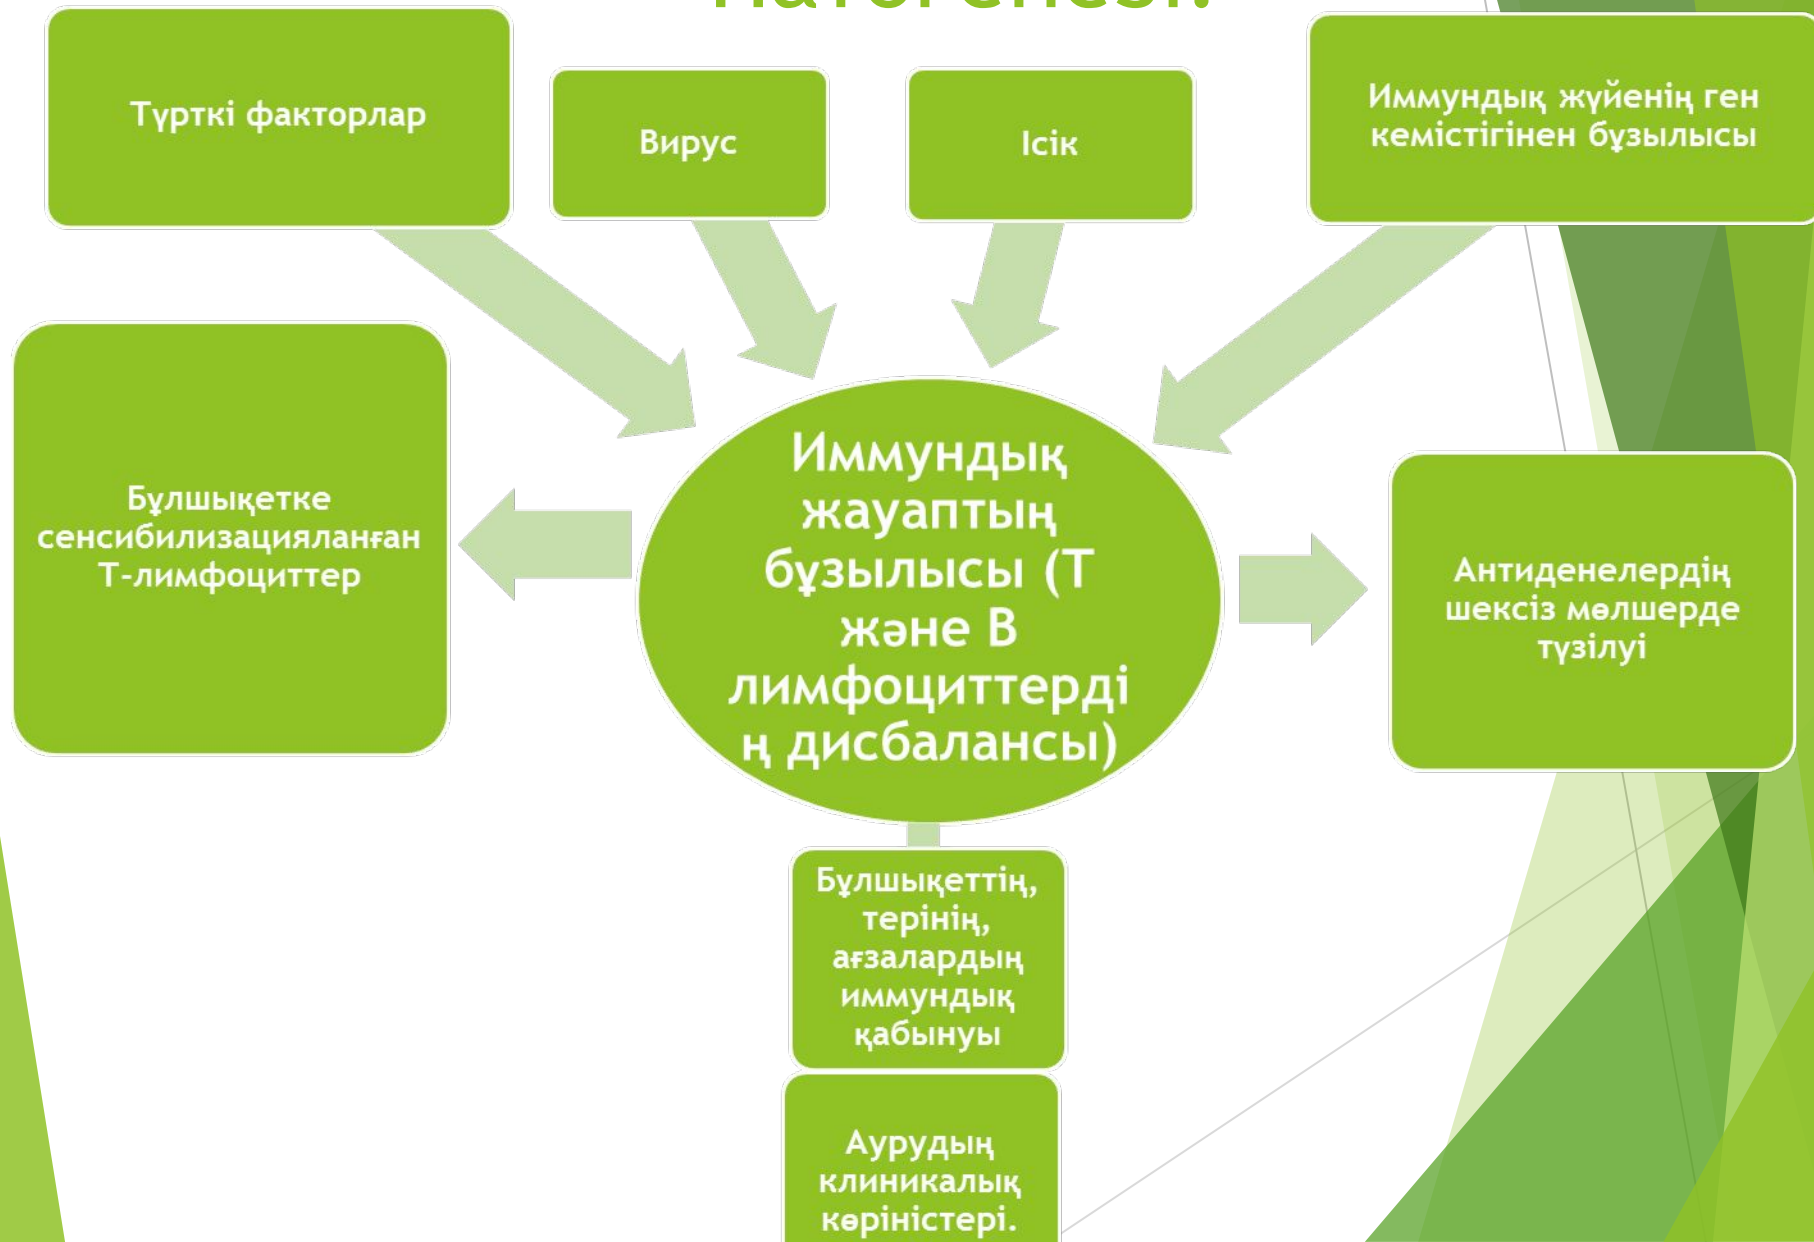 Патогенезі.
Түрткі факторлар
Вирус
Ісік
Иммундық жүйенің ген
кемістігінен бұзылысы
Бұлшықетке
сенсибилизацияланған
Т-лимфоциттер
Иммундық
жауаптың
бұзылысы (Т
және В
лимфоциттерді
ң дисбалансы)
Антиденелердің
шексіз мөлшерде
түзілуі
Бұлшықеттің,
терінің,
ағзалардың
иммундық
қабынуы
Аурудың
клиникалық
көріністері.